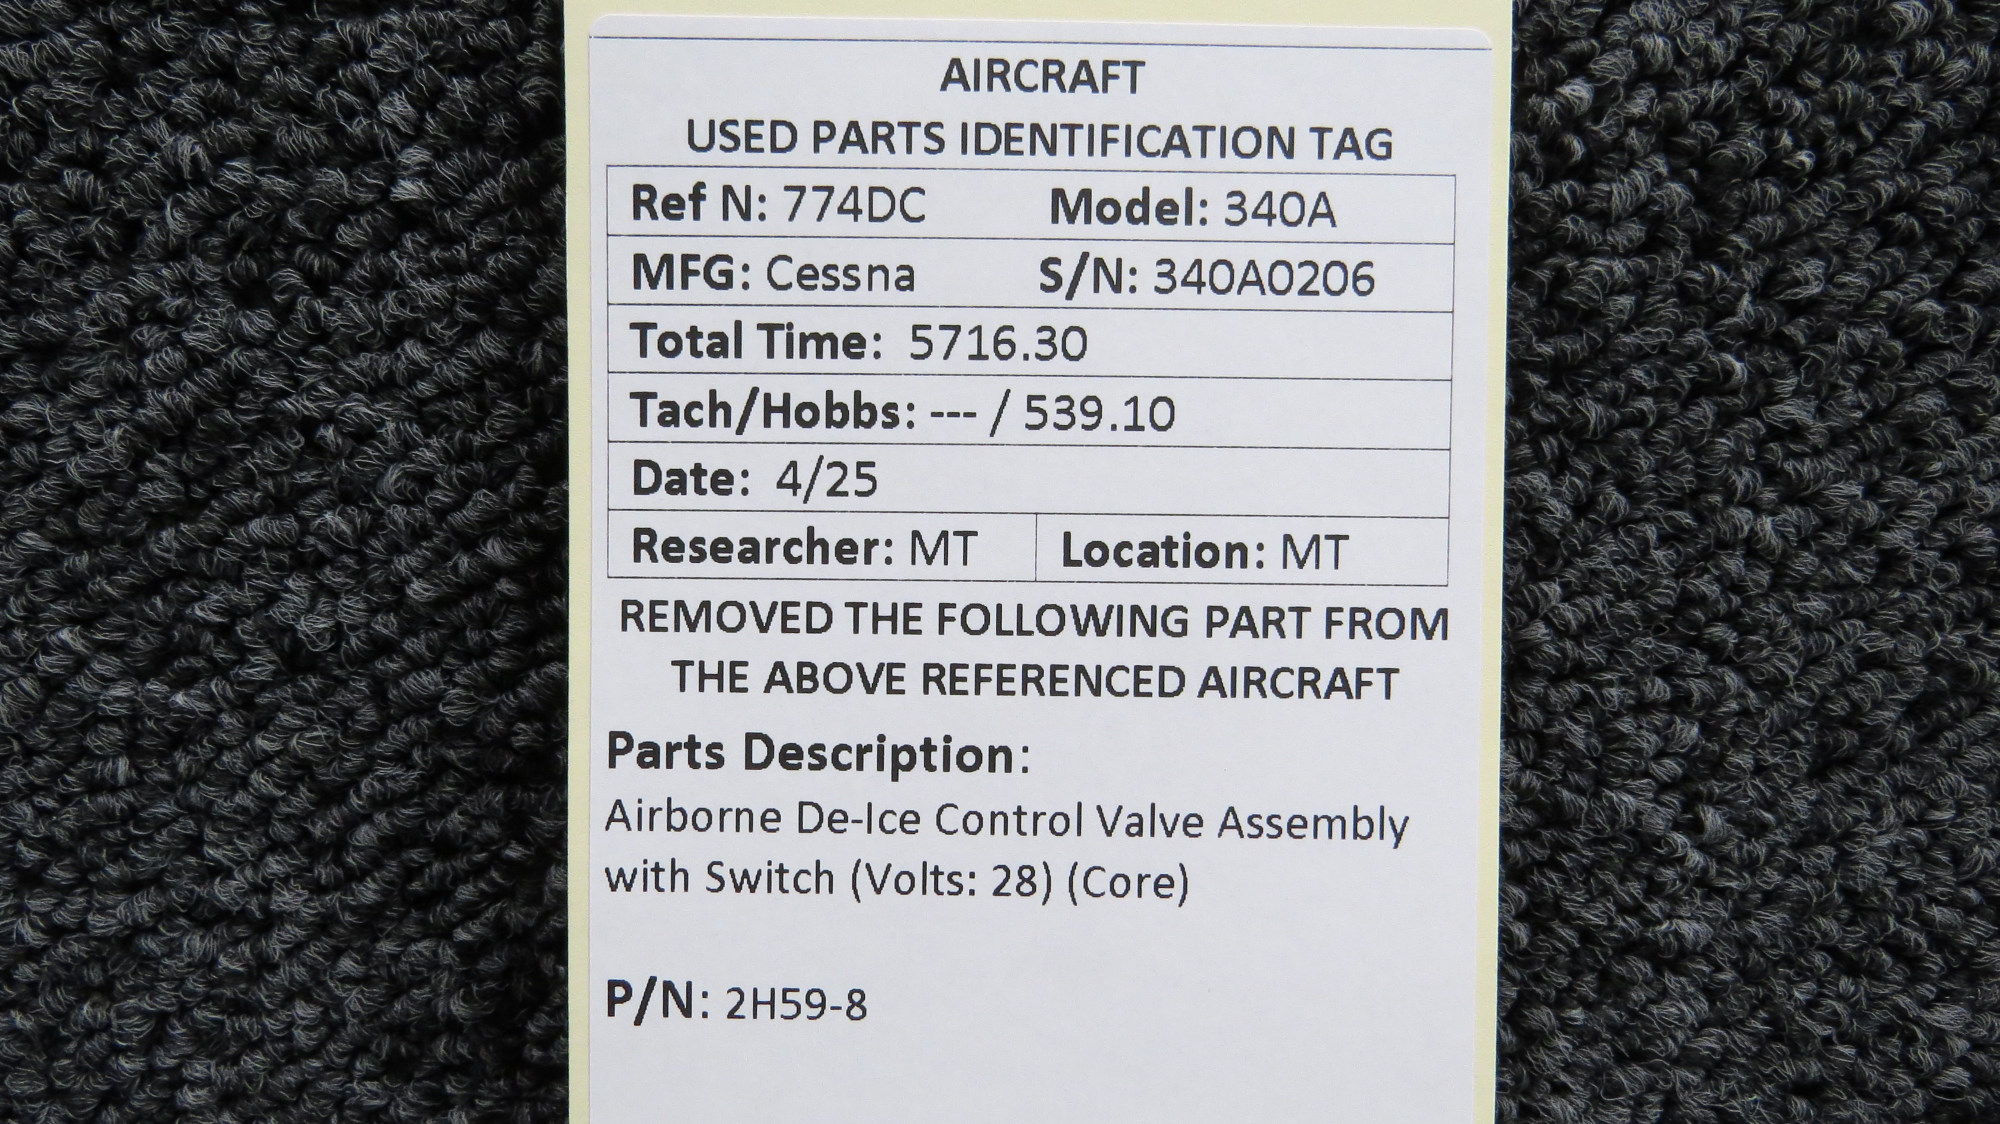 AIRCRAFT
USED PARTS IDENTIFICATION TAG
Ref N: 774DC Model: 340A
MFG: Cessna S/N: 340A0206
Total Time: 5716.30
Tach/Hobbs: --- / 539.10
Date: 4/25
Researcher: MT Location: MT
REMOVED THE FOLLOWING PART FROM
THE ABOVE REFERENCED AIRCRAFT
Parts Description:
Airborne De-Ice Control Valve Assembly
with Switch (Volts: 28) (Core)
P/N: 2H59-8